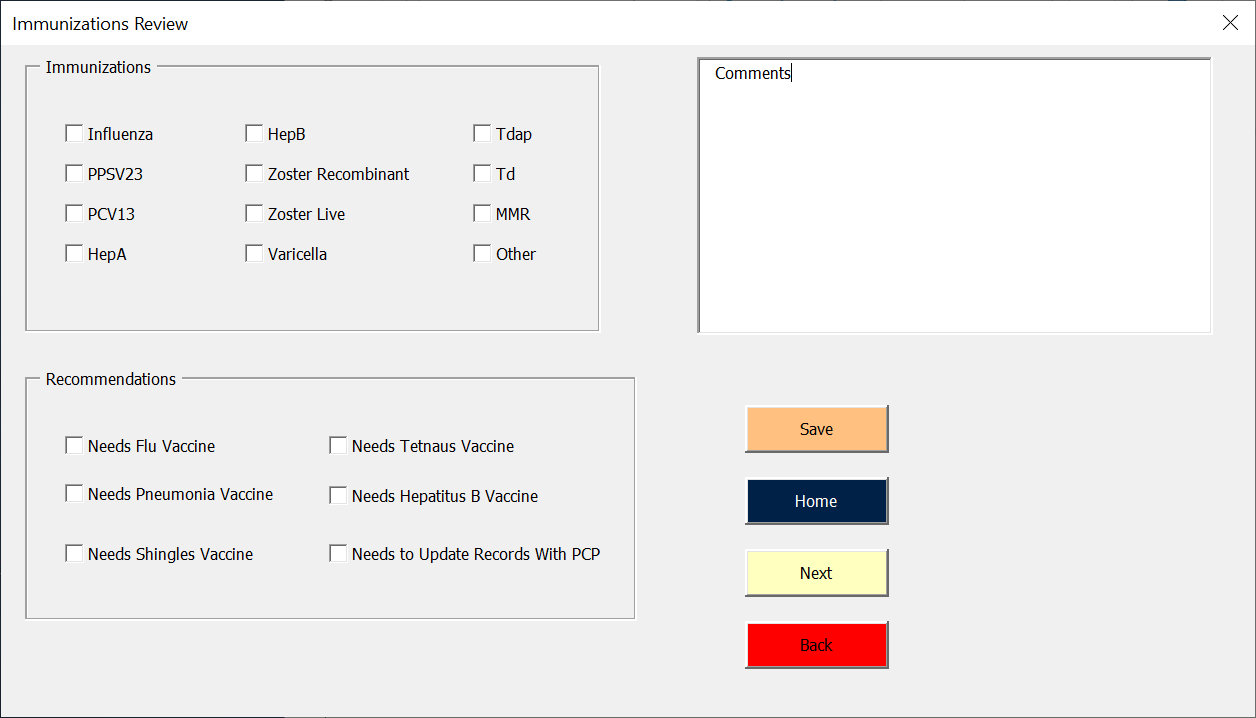 Immunizations Review
Immunizations
Influenza
HepB
Tdap
PPSV23
Zoster Recombinant
Td
PCV13
Zoster Live
MMR
HepA
Varicella
Other
Comments
Recommendations
Needs Flu Vaccine
Needs Tetnaus Vaccine
Needs Pneumonia Vaccine
Needs Hepatitus B Vaccine
Needs Shingles Vaccine
Needs to Update Records With PCP
Save
Home
Next
Back